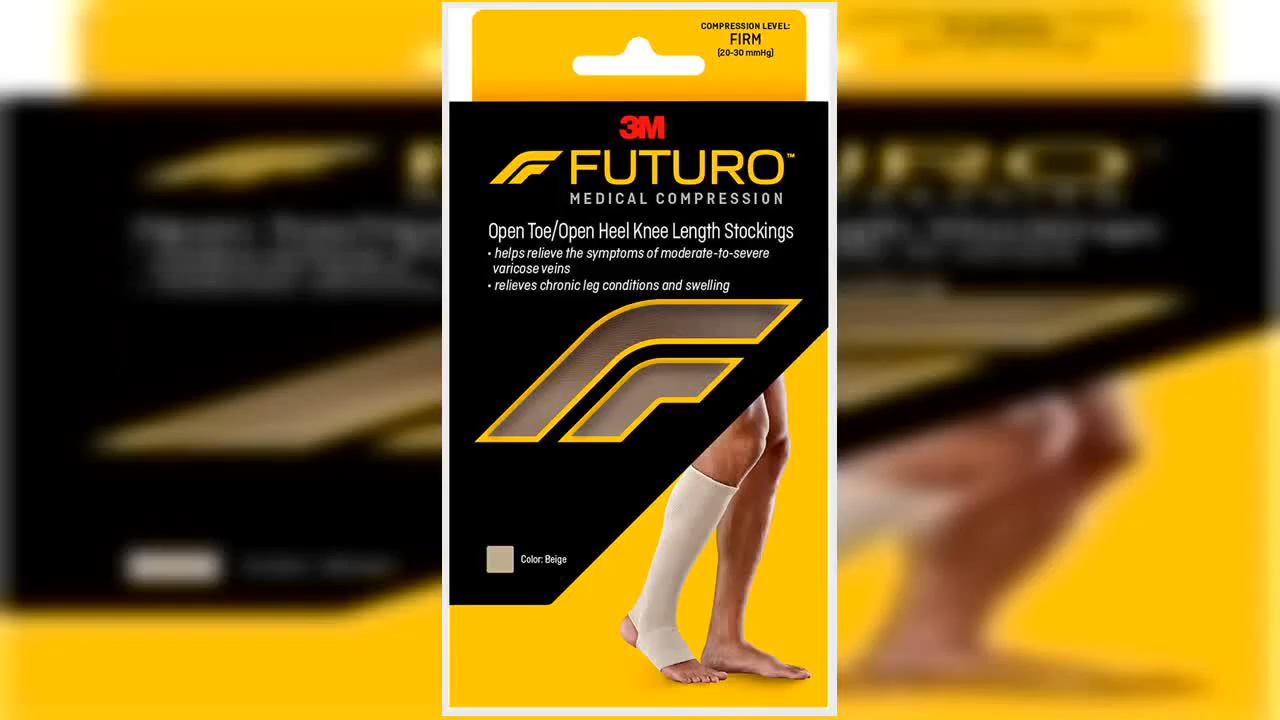 COMPRESSION LEVEL:
FIRM
(20-30 mmHg)
3M
FUTURO™
MEDICAL COMPRESSION
Open Toe/Open Heel Knee Length Stockings
• helps relieve the symptoms of moderate-to-severe
varicose veins
• relieves chronic leg conditions and swelling
Color: Beige